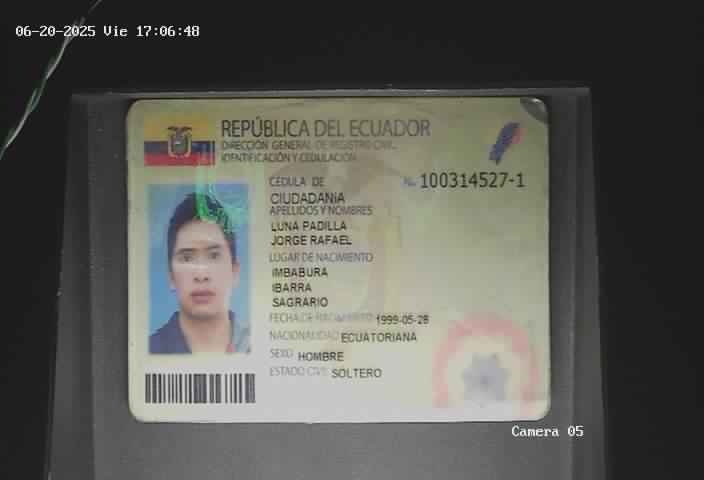 06-20-2025 Vie 17:06:48
REPÚBLICA DEL ECUADOR
DIRECCIÓN GENERAL DE REGISTRO CIVIL,
IDENTIFICACIÓN Y CEDULACIÓN
CÉDULA DE
No. 100314527-1
CIUDADANÍA
APELLIDOS Y NOMBRES
LUNA PADILLA
JORGE RAFAEL
LUGAR DE NACIMIENTO
IMBABURA
IBARRA
SAGRARIO
FECHA DE NACIMIENTO 1999-05-28
NACIONALIDAD ECUATORIANA
SEXO HOMBRE
ESTADO CIVIL SOLTERO
Camera 05